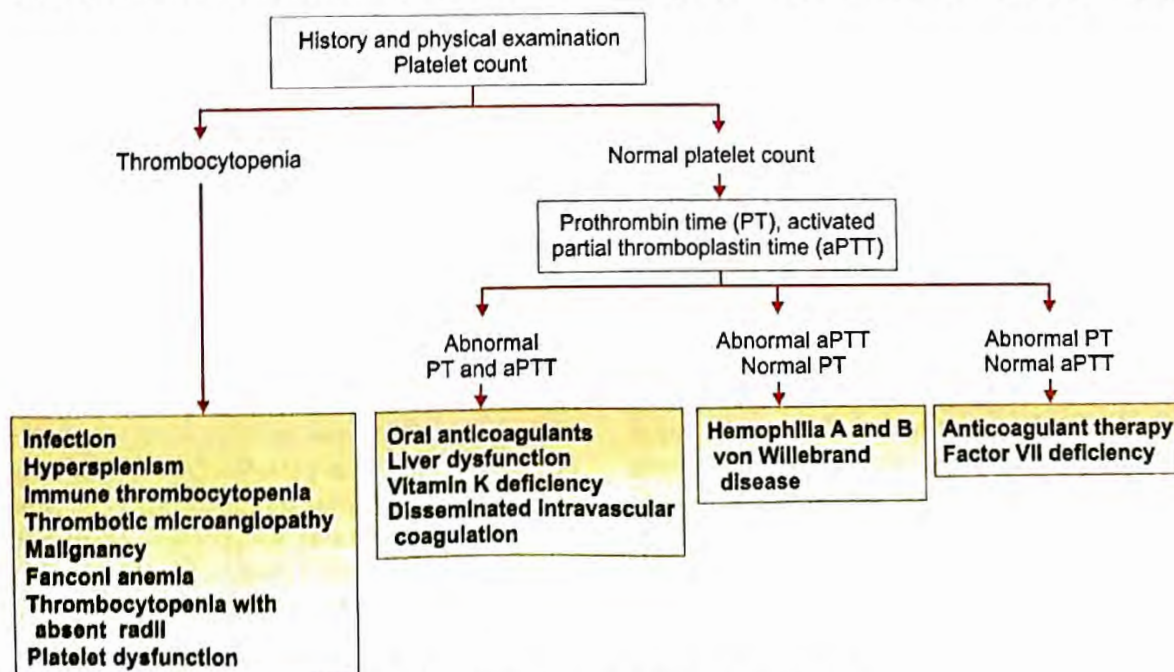 History and physical examination
Platelet count
Thrombocytopenia
Normal platelet count
Prothrombin time (PT), activated
partial thromboplastin time (aPTT)
Abnormal
PT and aPTT
Abnormal aPTT
Normal PT
Abnormal PT
Normal aPTT
Infection
Hypersplenism
Immune thrombocytopenia
Thrombotic microangiopathy
Malignancy
Fanconi anemia
Thrombocytopenia with
absent radii
Platelet dysfunction
Oral anticoagulants
Liver dysfunction
Vitamin K deficiency
Disseminated intravascular
coagulation
Hemophilia A and B
von Willebrand
disease
Anticoagulant therapy
Factor VII deficiency